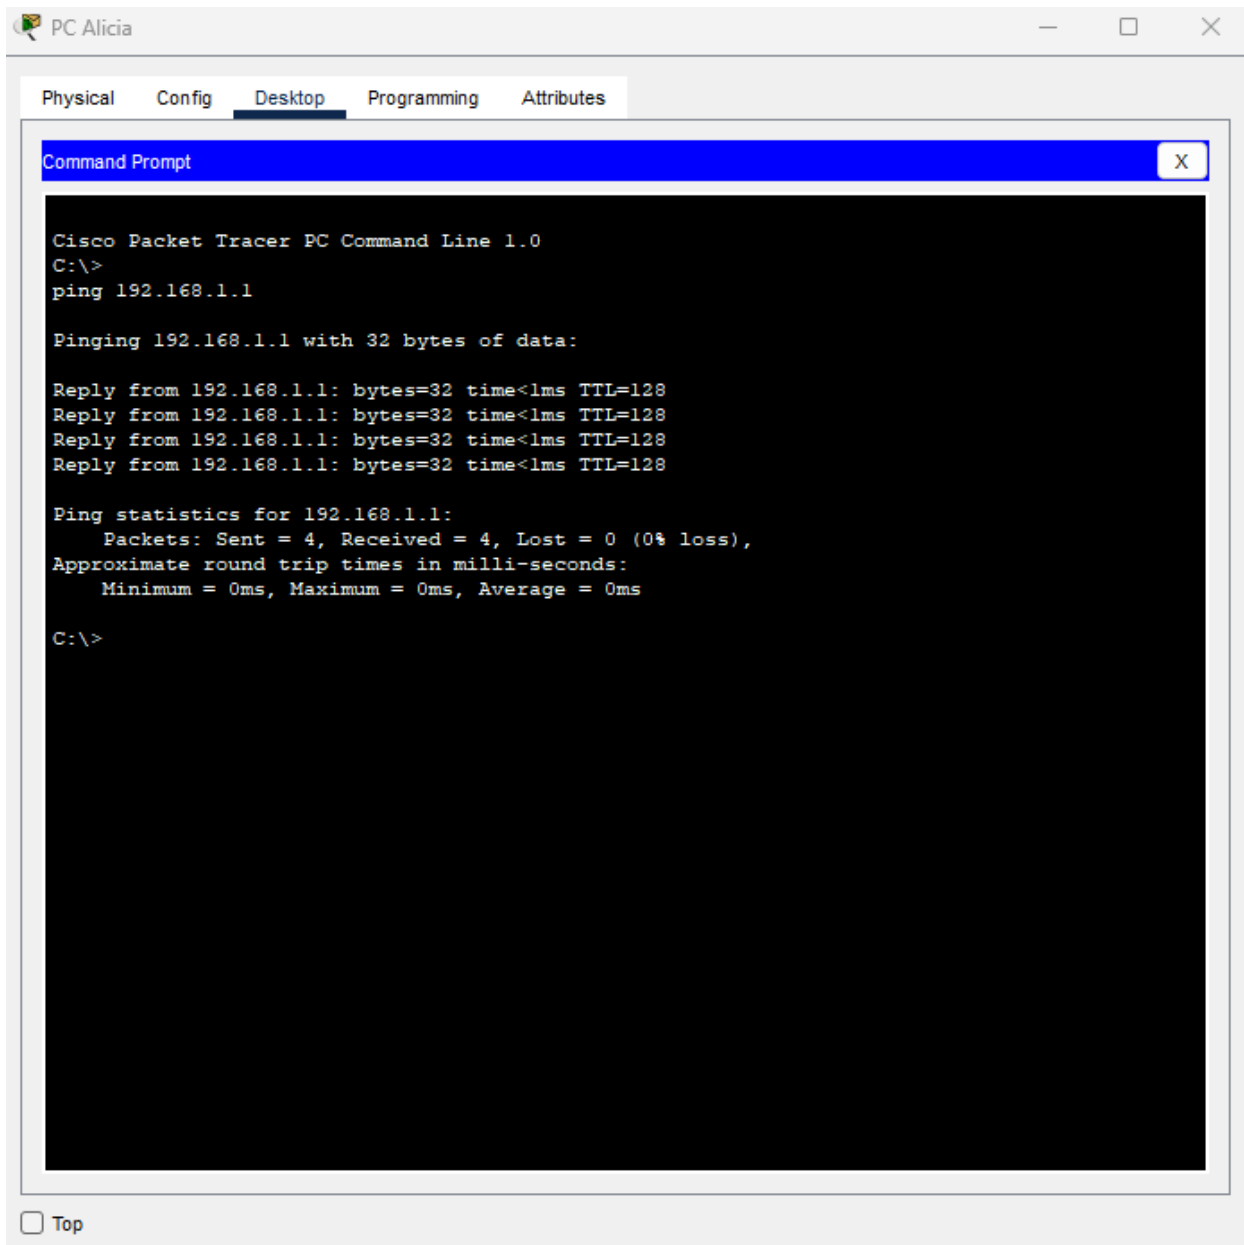 PC Alicia
Physical Config Desktop Programming Attributes
Command Prompt
X
Cisco Packet Tracer PC Command Line 1.0
C:\>
ping 192.168.1.1
Pinging 192.168.1.1 with 32 bytes of data:
Reply from 192.168.1.1: bytes=32 time<1ms TTL=128
Reply from 192.168.1.1: bytes=32 time<1ms TTL=128
Reply from 192.168.1.1: bytes=32 time<1ms TTL=128
Reply from 192.168.1.1: bytes=32 time<1ms TTL=128
Ping statistics for 192.168.1.1:
Packets: Sent = 4, Received = 4, Lost = 0 (0% loss),
Approximate round trip times in milli-seconds:
Minimum = 0ms, Maximum = 0ms, Average = 0ms
C:\>
Top